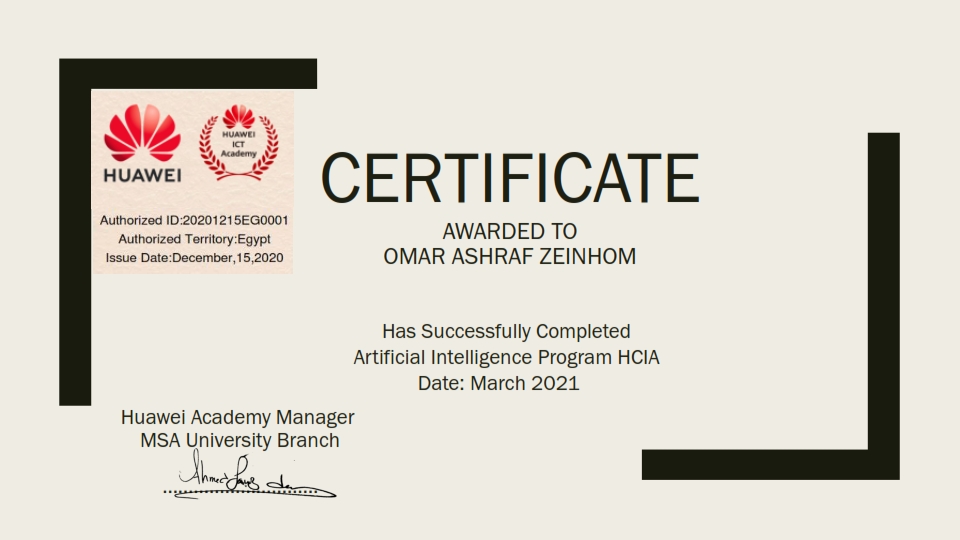 HUAWEI
HUAWEI
ICT
Academy
Authorized ID:20201215EG0001
Authorized Territory:Egypt
Issue Date:December,15,2020
CERTIFICATE
AWARDED TO
OMAR ASHRAF ZEINHOM
Has Successfully Completed
Artificial Intelligence Program HCIA
Date: March 2021
Huawei Academy Manager
MSA University Branch
Ahmed